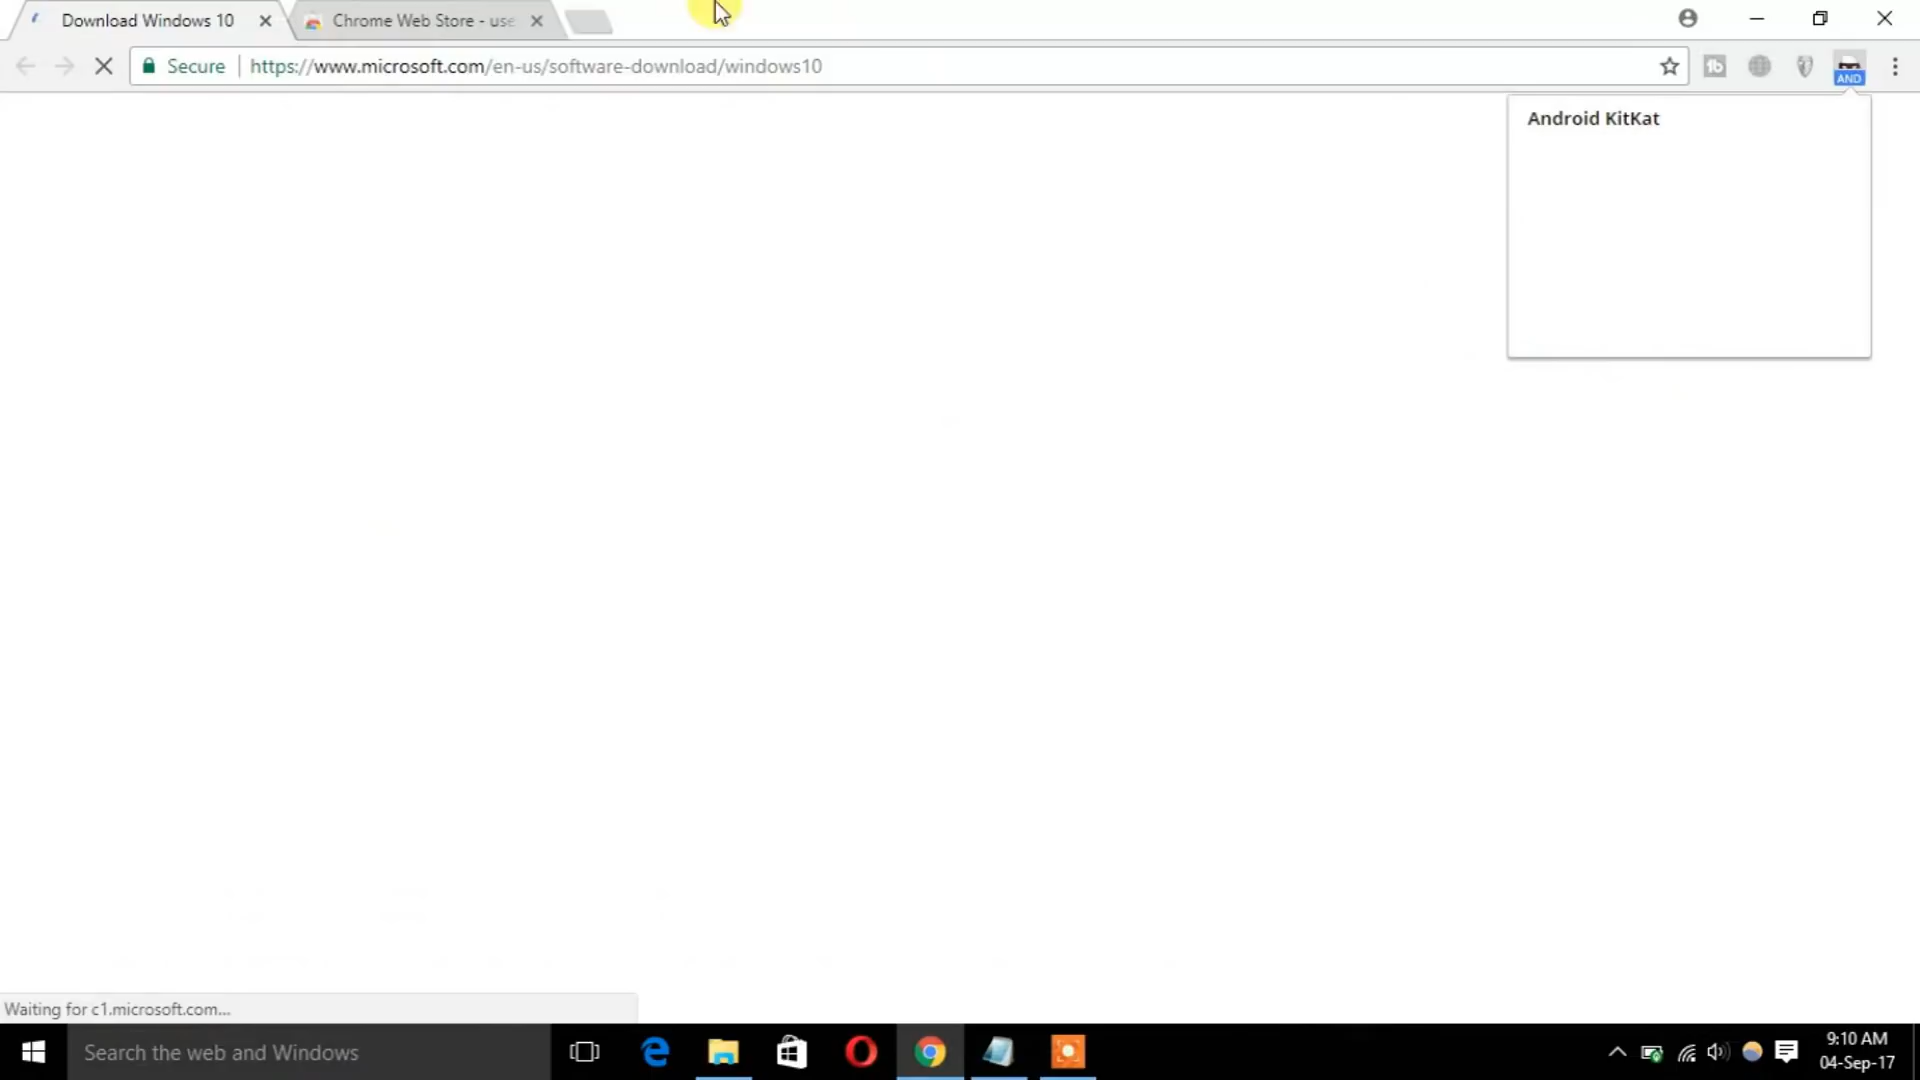 Download Windows 10
Chrome Web Store - use
Secure
https://www.microsoft.com/en-us/software-download/windows10
1b
AND
Android KitKat
Waiting for c1.microsoft.com...
Search the web and Windows
9:10 AM
04-Sep-17